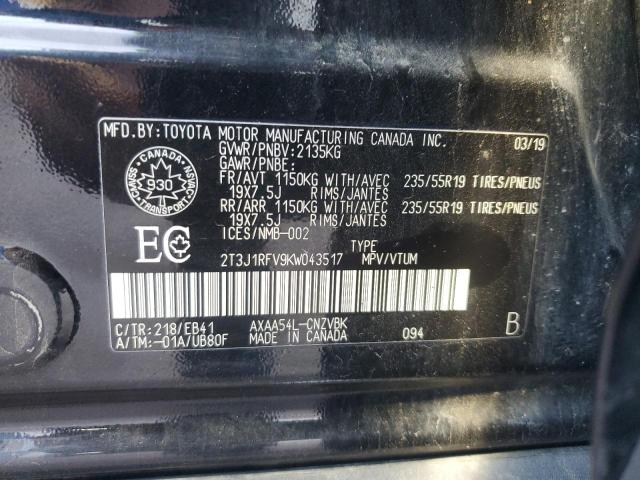 MFD.BY:TOYOTA MOTOR MANUFACTURING CANADA INC. 03/19
GVWR/PNBV:2135KG
GAWR/PNBE:
FR/AVT 1150KG WITH/AVEC 235/55R19 TIRES/PNEUS
19X7.5J RIMS/JANTES
RR/ARR 1150KG WITH/AVEC 235/55R19 TIRES/PNEUS
19X7.5J RIMS/JANTES
ICES/NMB-002
CANADA
CMVSS NSVAC
930
TRANSPORT
EC
TYPE
2T3J1RFV9KW043517 MPV/VTUM
C/TR:218/EB41 AXAA54L-CNZVBK
A/TM:-01A/UB80F MADE IN CANADA 094 B